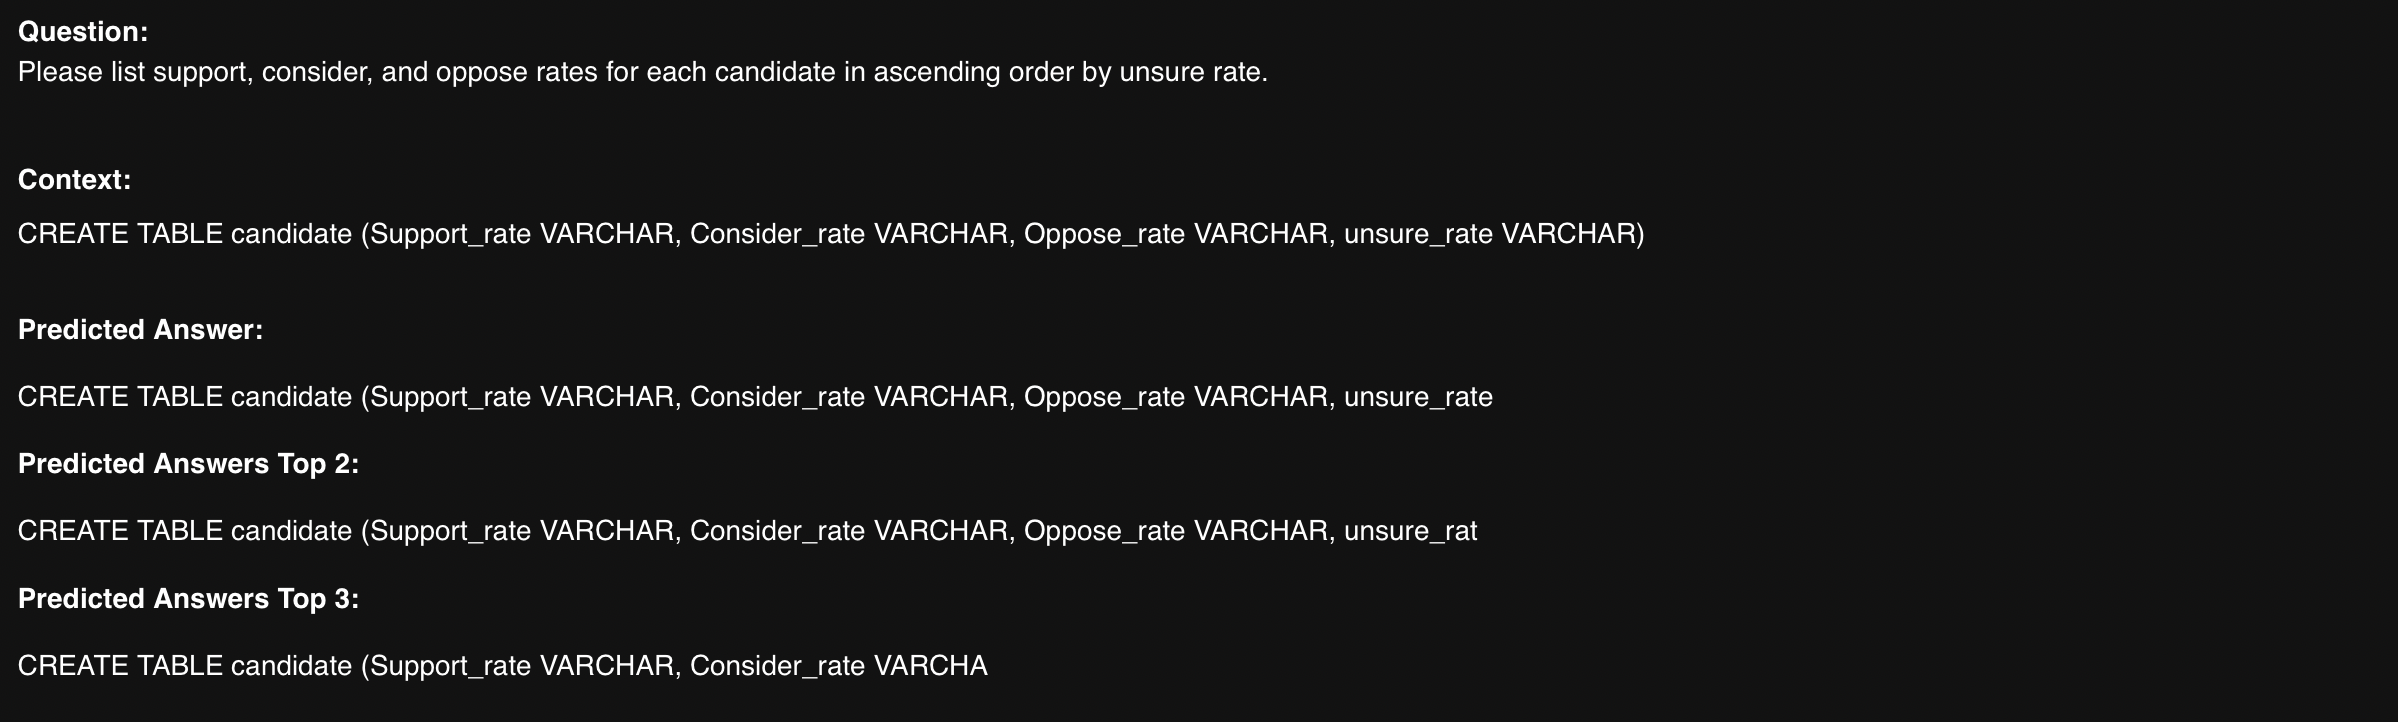 Question:
Please list support, consider, and oppose rates for each candidate in ascending order by unsure rate.
Context:
CREATE TABLE candidate (Support_rate VARCHAR, Consider_rate VARCHAR, Oppose_rate VARCHAR, unsure_rate VARCHAR)
Predicted Answer:
CREATE TABLE candidate (Support_rate VARCHAR, Consider_rate VARCHAR, Oppose_rate VARCHAR, unsure_rate
Predicted Answers Top 2:
CREATE TABLE candidate (Support_rate VARCHAR, Consider_rate VARCHAR, Oppose_rate VARCHAR, unsure_rat
Predicted Answers Top 3:
CREATE TABLE candidate (Support_rate VARCHAR, Consider_rate VARCHA